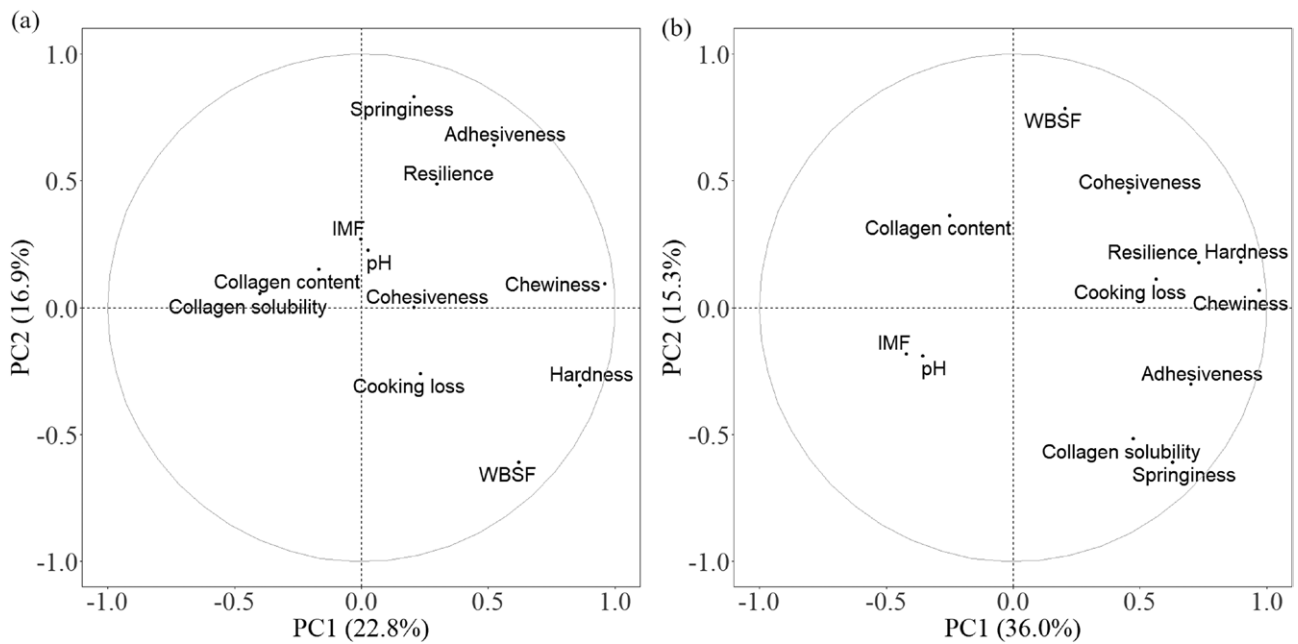 (a)
1.0
0.5
0.0
-0.5
-1.0
PC2 (16.9%)
Springiness
Adhesiveness
Resilience
IMF
pH
Collagen content
Collagen solubility
Cohesiveness
Chewiness
Cooking loss
Hardness
WBSF
-1.0
-0.5
0.0
0.5
1.0
PC1 (22.8%)
(b)
1.0
0.5
0.0
-0.5
-1.0
PC2 (15.3%)
WBSF
Cohesiveness
Collagen content
Resilience
Hardness
Cooking loss
Chewiness
IMF
pH
Adhesiveness
Collagen solubility
Springiness
-1.0
-0.5
0.0
0.5
1.0
PC1 (36.0%)